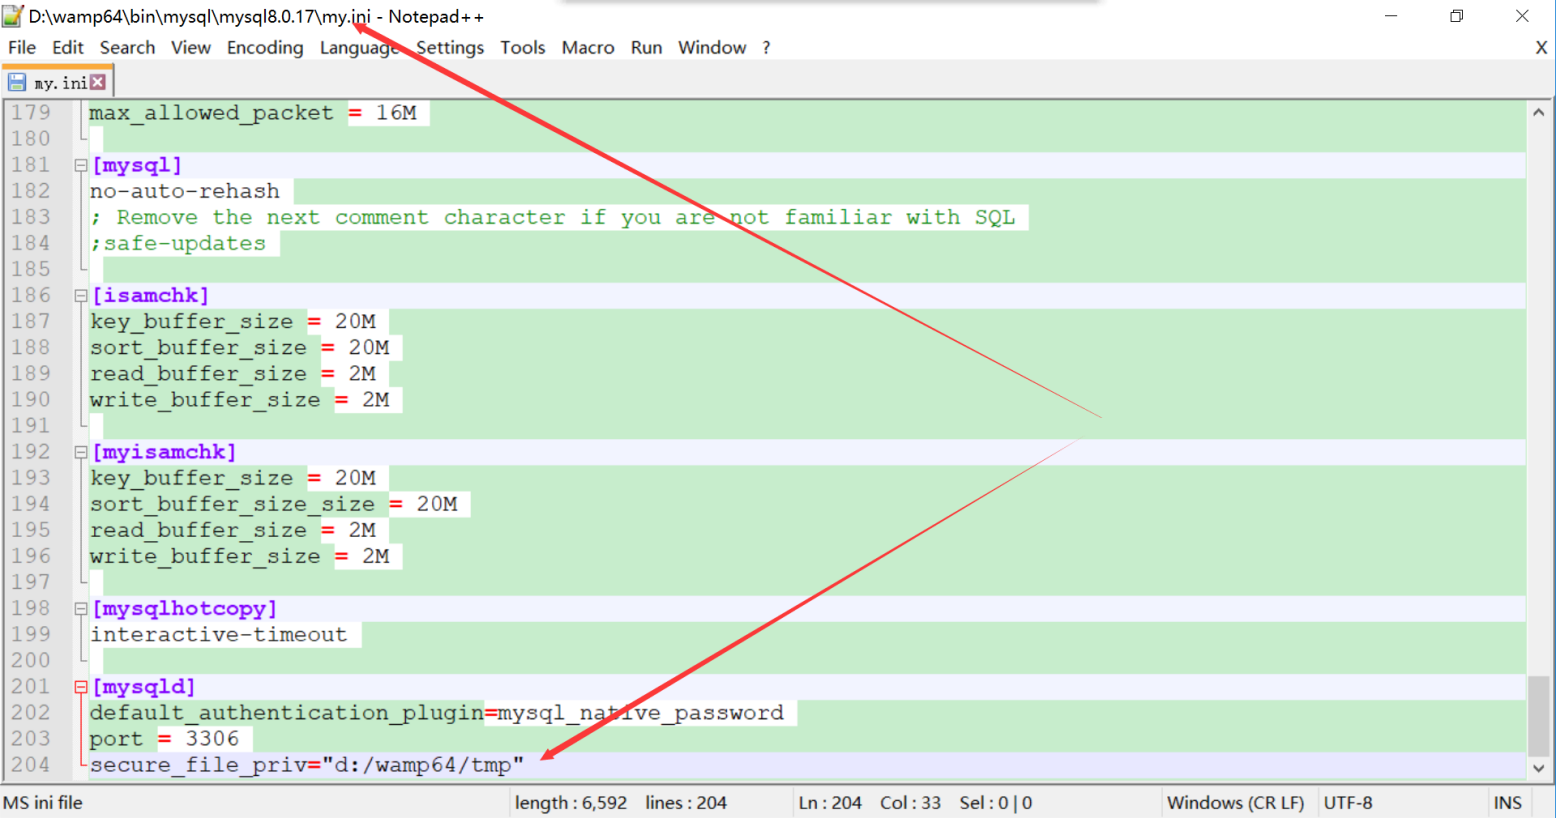 D:\wamp64\bin\mysql\mysql8.0.17\my.ini - Notepad++
File Edit Search View Encoding Language Settings Tools Macro Run Window ? X
my.ini
179 max_allowed_packet = 16M
180
181 [mysql]
182 no-auto-rehash
183 ; Remove the next comment character if you are not familiar with SQL
184 ;safe-updates
185
186 [isamchk]
187 key_buffer_size = 20M
188 sort_buffer_size = 20M
189 read_buffer_size = 2M
190 write_buffer_size = 2M
191
192 [myisamchk]
193 key_buffer_size = 20M
194 sort_buffer_size_size = 20M
195 read_buffer_size = 2M
196 write_buffer_size = 2M
197
198 [mysqlhotcopy]
199 interactive-timeout
200
201 [mysqld]
202 default_authentication_plugin=mysql_native_password
203 port = 3306
204 secure_file_priv="d:/wamp64/tmp"
MS ini file length : 6,592 lines : 204 Ln : 204 Col : 33 Sel : 0 | 0 Windows (CR LF) UTF-8 INS